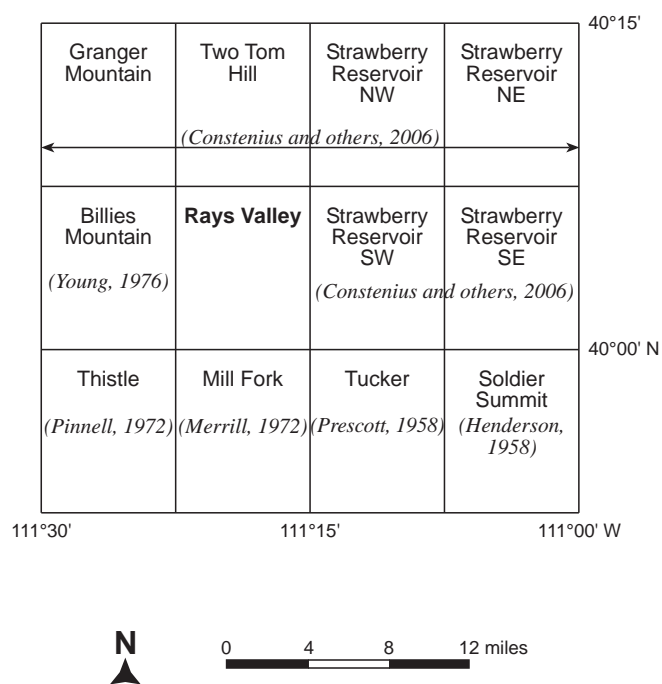 40°15'
Granger
Mountain
Two Tom
Hill
Strawberry
Reservoir
NW
Strawberry
Reservoir
NE
(Constenius and others, 2006)
Billies
Mountain
(Young, 1976)
Rays Valley
Strawberry
Reservoir
SW
Strawberry
Reservoir
SE
(Constenius and others, 2006)
40°00' N
Thistle
(Pinnell, 1972)
Mill Fork
(Merrill, 1972)
Tucker
(Prescott, 1958)
Soldier
Summit
(Henderson,
1958)
111°30'
111°15'
111°00' W
N
0 4 8 12 miles